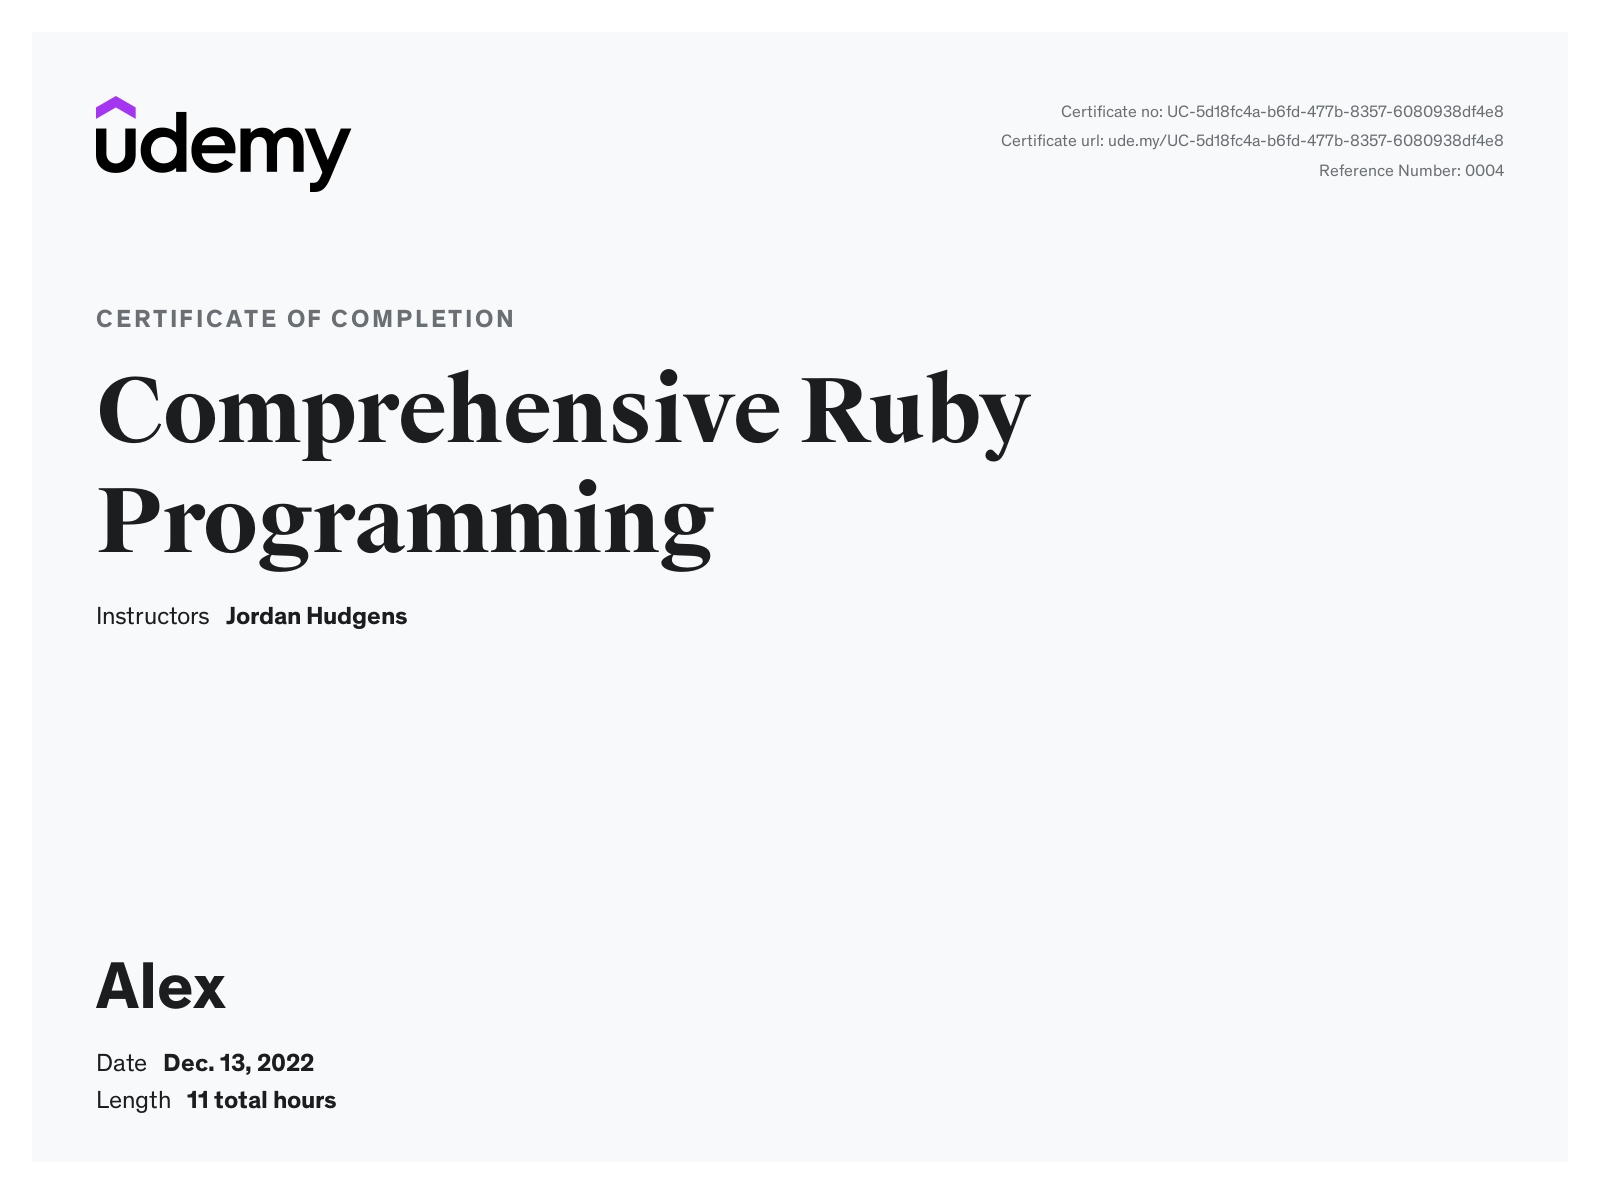 udemy
Certificate no: UC-5d18fc4a-b6fd-477b-8357-6080938df4e8
Certificate url: ude.my/UC-5d18fc4a-b6fd-477b-8357-6080938df4e8
Reference Number: 0004
CERTIFICATE OF COMPLETION
Comprehensive Ruby
Programming
Instructors Jordan Hudgens
Alex
Date Dec. 13, 2022
Length 11 total hours